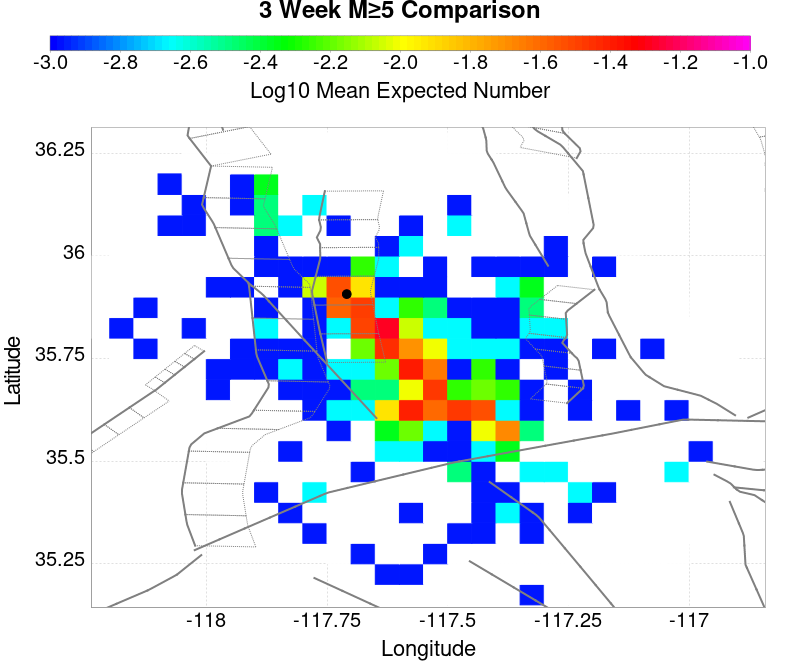 3 Week M≥5 Comparison
-3.0 -2.8 -2.6 -2.4 -2.2 -2.0 -1.8 -1.6 -1.4 -1.2 -1.0
Log10 Mean Expected Number
36.25
36
35.75
35.5
35.25
Latitude
-118 -117.75 -117.5 -117.25 -117
Longitude